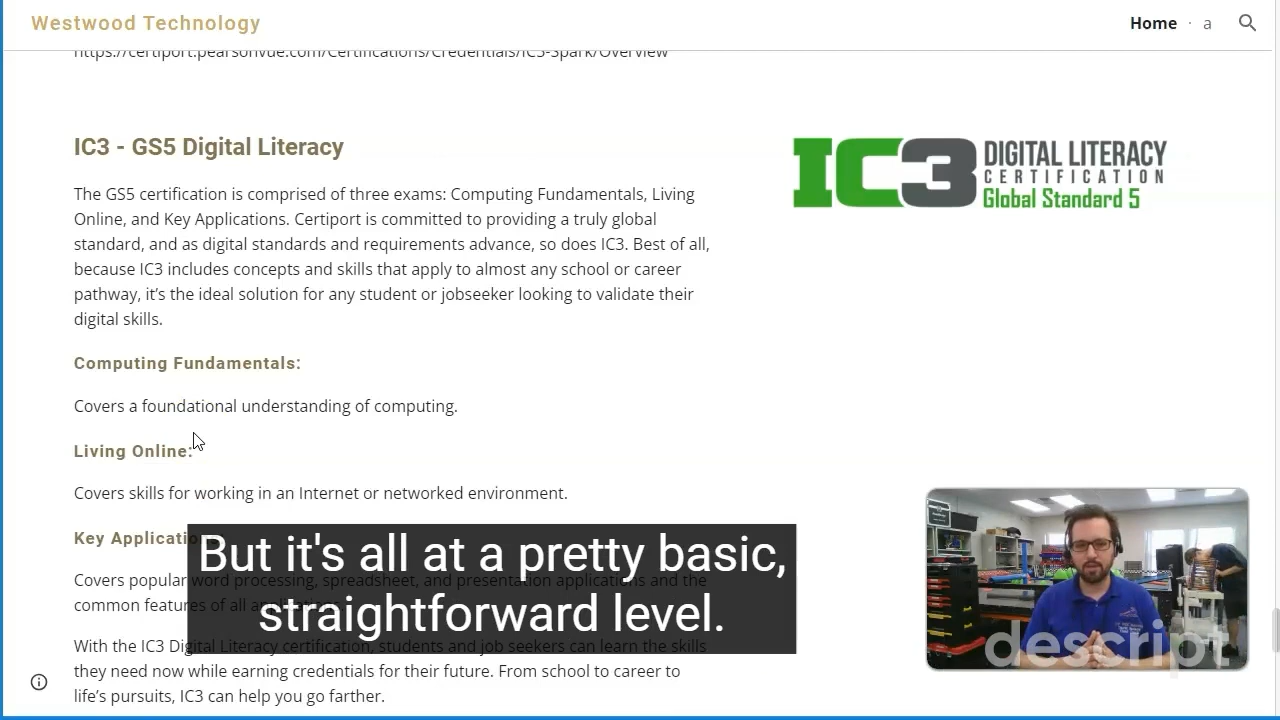 Westwood Technology
Home · a
https://certiport.pearsonvue.com/Certifications/Credentials/IC3-Spark/Overview
IC3 - GS5 Digital Literacy
The GS5 certification is comprised of three exams: Computing Fundamentals, Living
Online, and Key Applications. Certiport is committed to providing a truly global
standard, and as digital standards and requirements advance, so does IC3. Best of all,
because IC3 includes concepts and skills that apply to almost any school or career
pathway, it’s the ideal solution for any student or jobseeker looking to validate their
digital skills.
IC3 DIGITAL LITERACY
CERTIFICATION
Global Standard 5
Computing Fundamentals:
Covers a foundational understanding of computing.
Living Online:
Covers skills for working in an Internet or networked environment.
Key Applications
Covers popular word processing, spreadsheet, and presentation applications and the
common features of all applications
With the IC3 Digital Literacy certification, students and job seekers can learn the skills
they need now while earning credentials for their future. From school to career to
life’s pursuits, IC3 can help you go farther.
But it's all at a pretty basic,
straightforward level.
descript